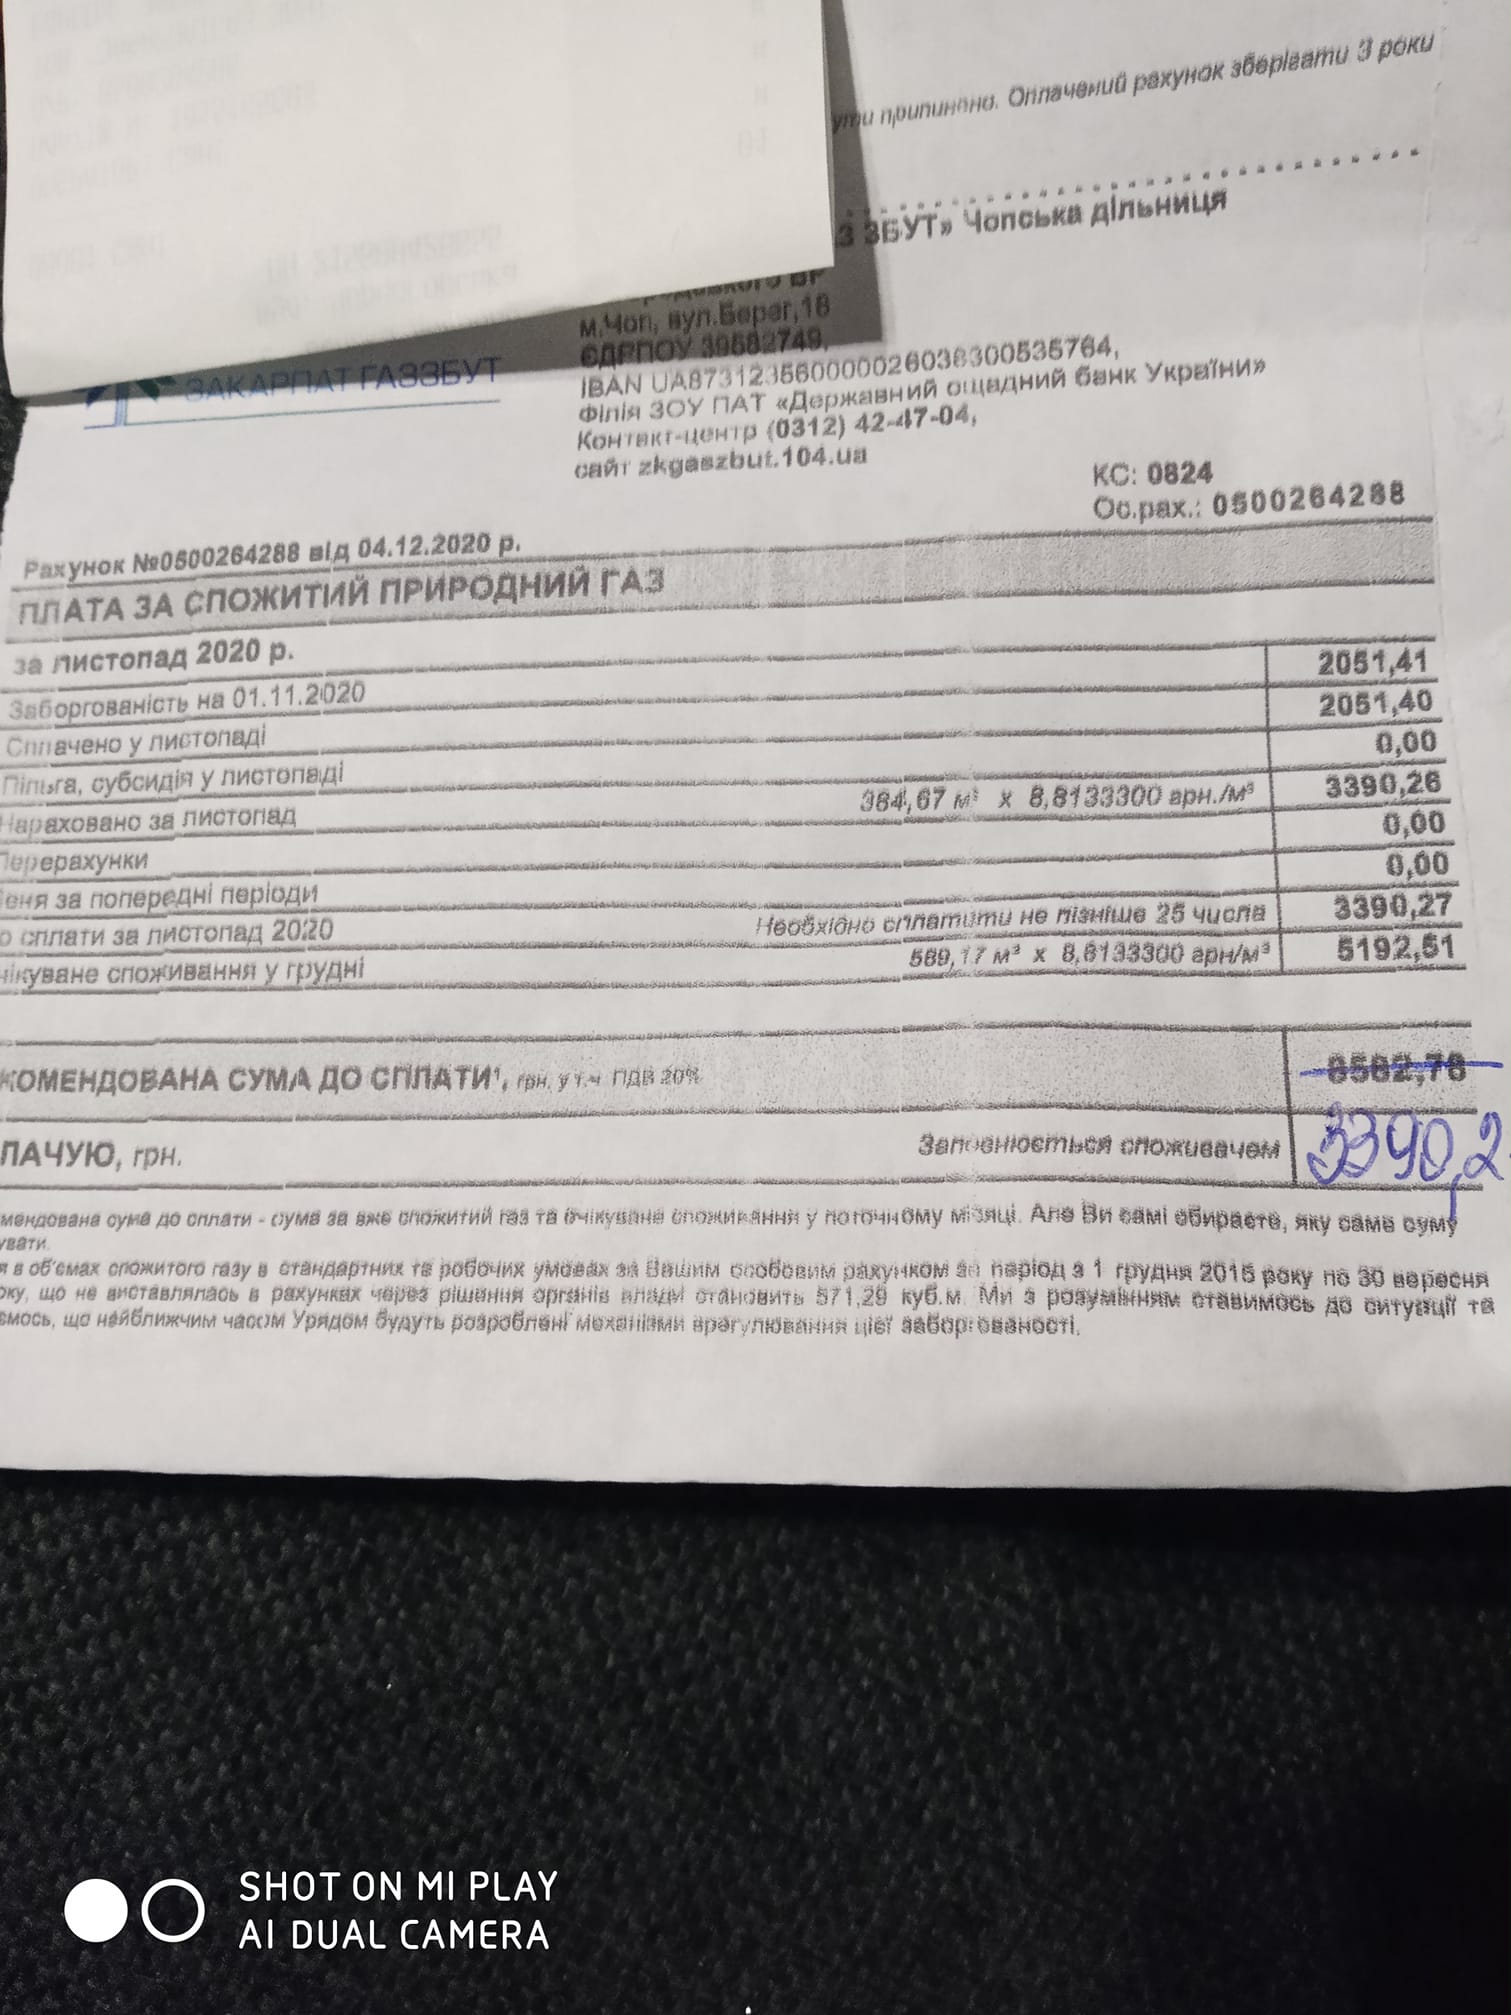 припинено. Оплачений рахунок зберігати 3 роки
ЗБУТ» Чопська дільниця
м.Чоп, вул.Берег,18
ЄДРПОУ 39582749,
ЗАКАРПАТГАЗЗБУТ
IBAN UA873123560000026038300535764,
Філія ЗОУ ПАТ «Державний ощадний банк України»
Контакт-центр (0312) 42-47-04,
сайт zkgaszbut.104.ua
КС: 0824
Ос.рах.: 0500264288
Рахунок №0500264288 від 04.12.2020 р.
ПЛАТА ЗА СПОЖИТИЙ ПРИРОДНИЙ ГАЗ
за листопад 2020 р.
Заборгованість на 01.11.2020 2051,41
Сплачено у листопаді 2051,40
Пільга, субсидія у листопаді 0,00
Нараховано за листопад 384,67 м³ х 8,8133300 грн./м³ 3390,26
Перерахунки 0,00
еня за попередні періоди 0,00
о сплати за листопад 2020 Необхідно сплатити не пізніше 25 числа 3390,27
ікуване споживання у грудні 589,17 м³ х 8,8133300 грн/м³ 5192,51
КОМЕНДОВАНА СУМА ДО СПЛАТИ¹, грн. у т.ч. ПДВ 20% 8582,78
ПЛАЧУЮ, грн. Заповнюється споживачем 3390,2
мендована сума до сплати - сума за вже спожитий газ та очікуване споживання у поточному місяці. Але Ви самі обираєте, яку саме суму
увати.
я в об'ємах спожитого газу в стандартних та робочих умовах за Вашим особовим рахунком за період з 1 грудня 2015 року по 30 вересня
оку, що не виставлялась в рахунках через рішення органів влади становить 571,29 куб.м. Ми з розумінням ставимось до ситуації та
ємось, що найближчим часом Урядом будуть розроблені механізми врегулювання цієї заборгованості.
SHOT ON MI PLAY
AI DUAL CAMERA